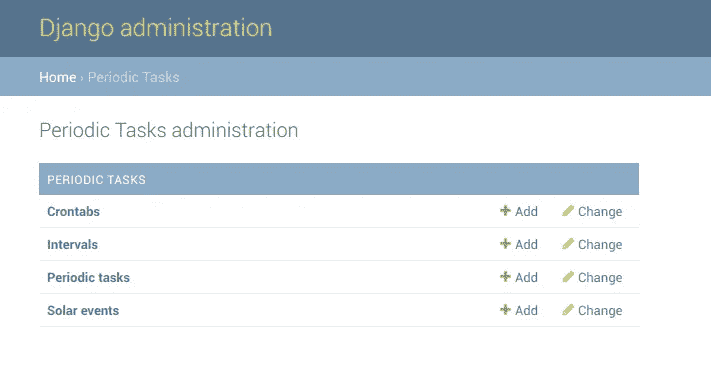 Django administration
Home › Periodic Tasks
Periodic Tasks administration
PERIODIC TASKS
Crontabs Add Change
Intervals Add Change
Periodic tasks Add Change
Solar events Add Change